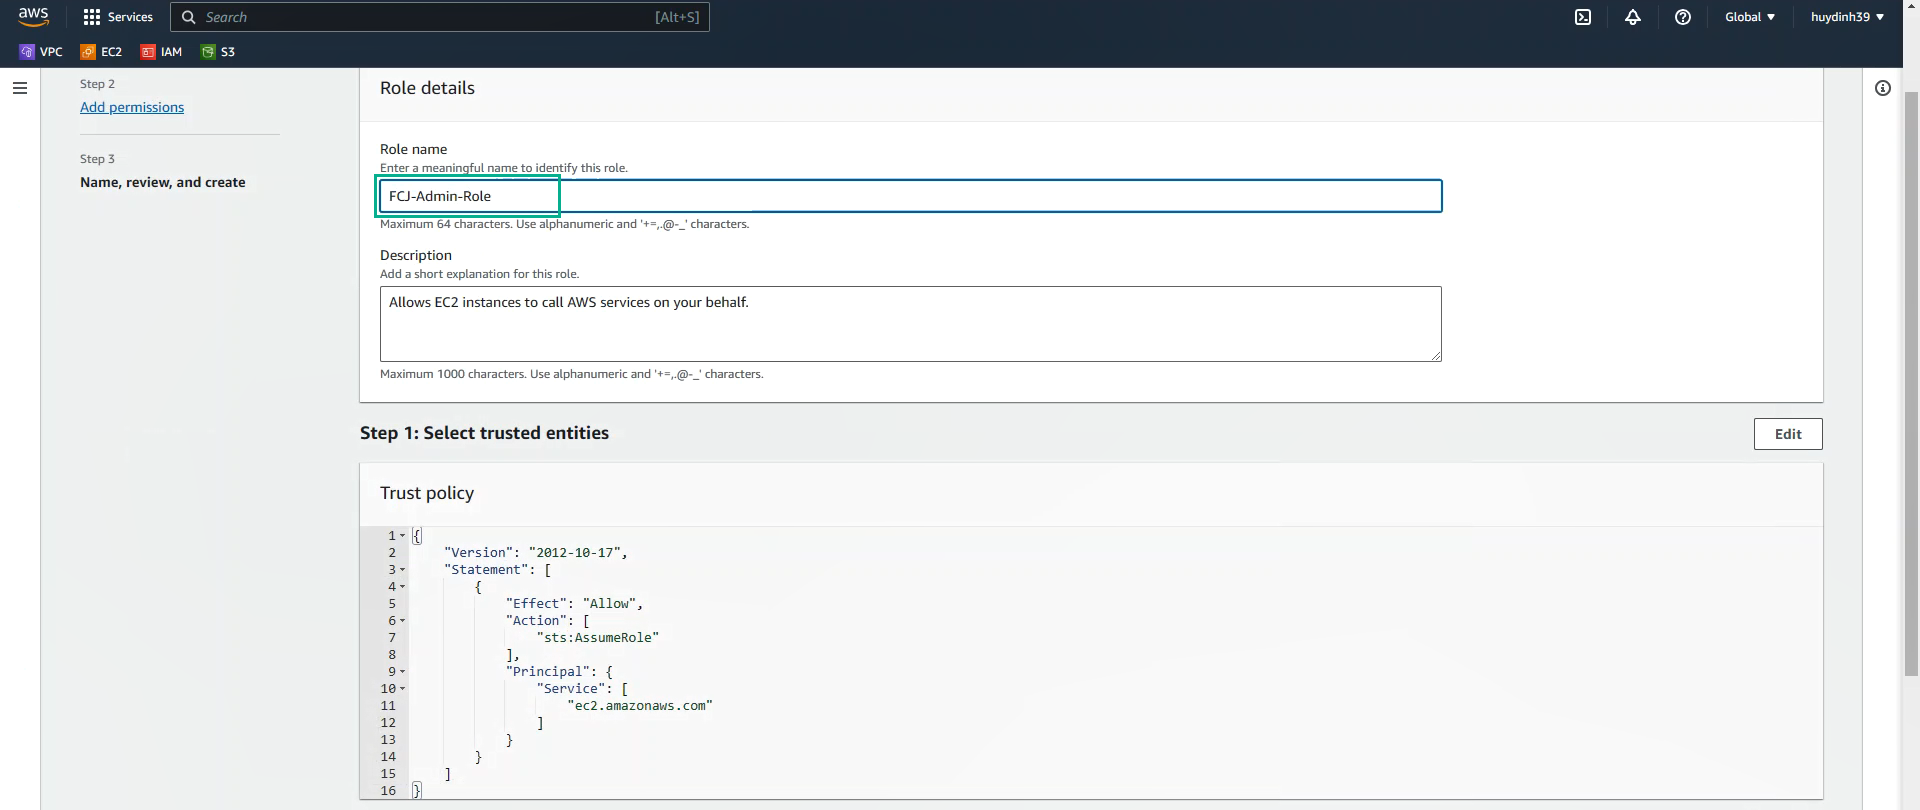 aws
Services
Search
[Alt+S]
Global
huydinh39
VPC
EC2
IAM
S3
Step 2
Add permissions
Step 3
Name, review, and create
Role details
Role name
Enter a meaningful name to identify this role.
FCJ-Admin-Role
Maximum 64 characters. Use alphanumeric and '+=,.@-_' characters.
Description
Add a short explanation for this role.
Allows EC2 instances to call AWS services on your behalf.
Maximum 1000 characters. Use alphanumeric and '+=,.@-_' characters.
Step 1: Select trusted entities
Edit
Trust policy
1 {
2 "Version": "2012-10-17",
3 "Statement": [
4 {
5 "Effect": "Allow",
6 "Action": [
7 "sts:AssumeRole"
8 ],
9 "Principal": {
10 "Service": [
11 "ec2.amazonaws.com"
12 ]
13 }
14 }
15 ]
16 }